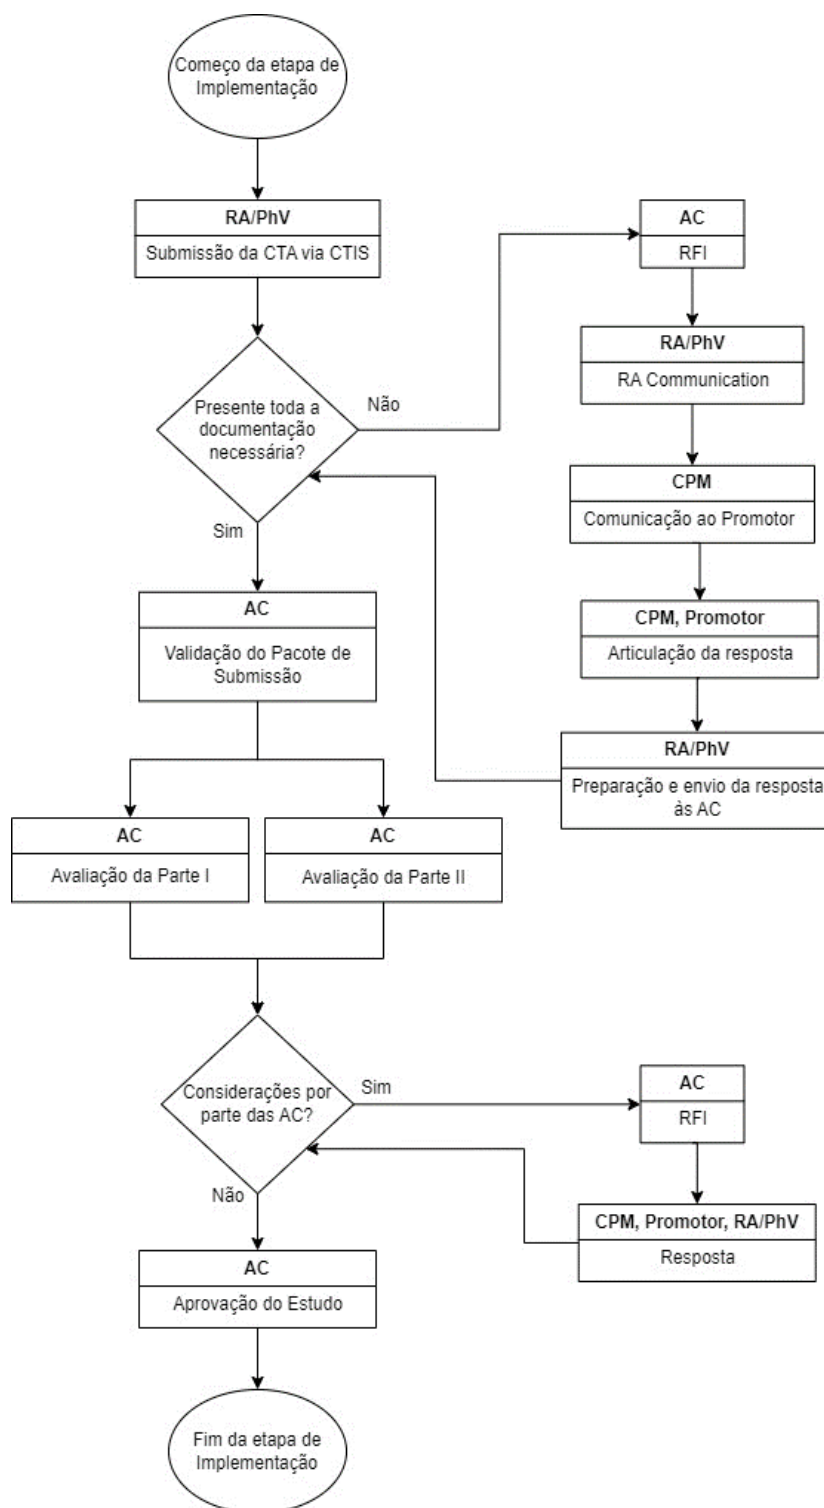 Começo da etapa de
Implementação
RA/PhV
Submissão da CTA via CTIS
AC
RFI
RA/PhV
RA Communication
Presente toda a
documentação
necessária?
Não
Sim
CPM
Comunicação ao Promotor
AC
Validação do Pacote de
Submissão
CPM, Promotor
Articulação da resposta
RA/PhV
Preparação e envio da resposta
às AC
AC
Avaliação da Parte I
AC
Avaliação da Parte II
Considerações por
parte das AC?
Sim
Não
AC
RFI
CPM, Promotor, RA/PhV
Resposta
AC
Aprovação do Estudo
Fim da etapa de
Implementação